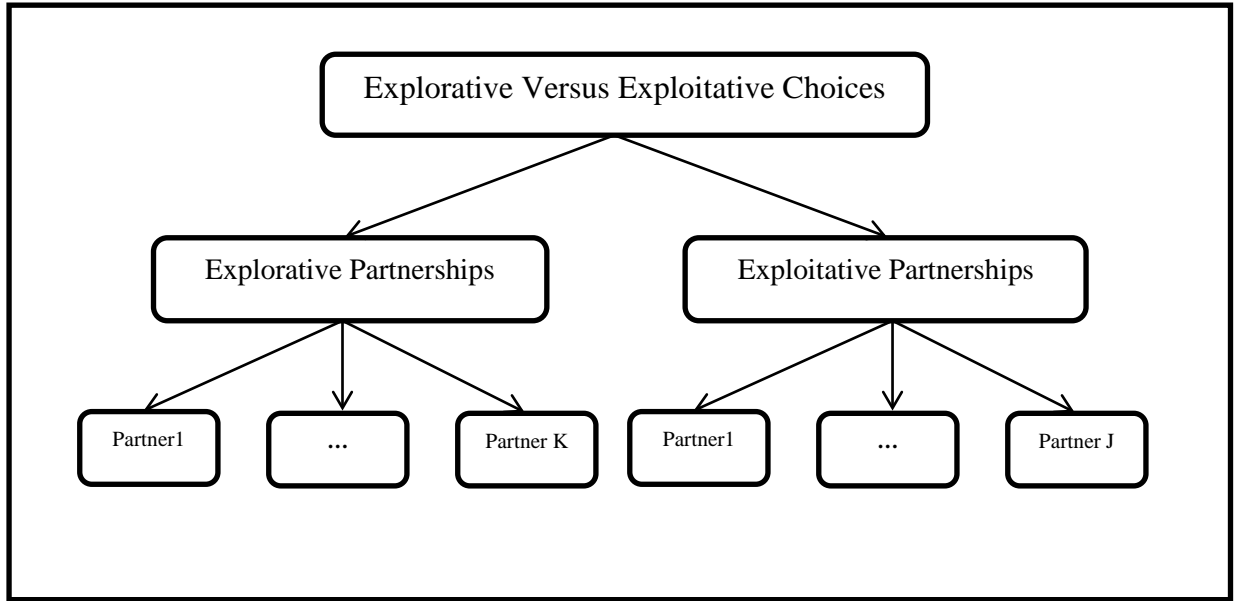 Explorative Versus Exploitative Choices
Explorative Partnerships
Exploitative Partnerships
Partner1
...
Partner K
Partner1
...
Partner J